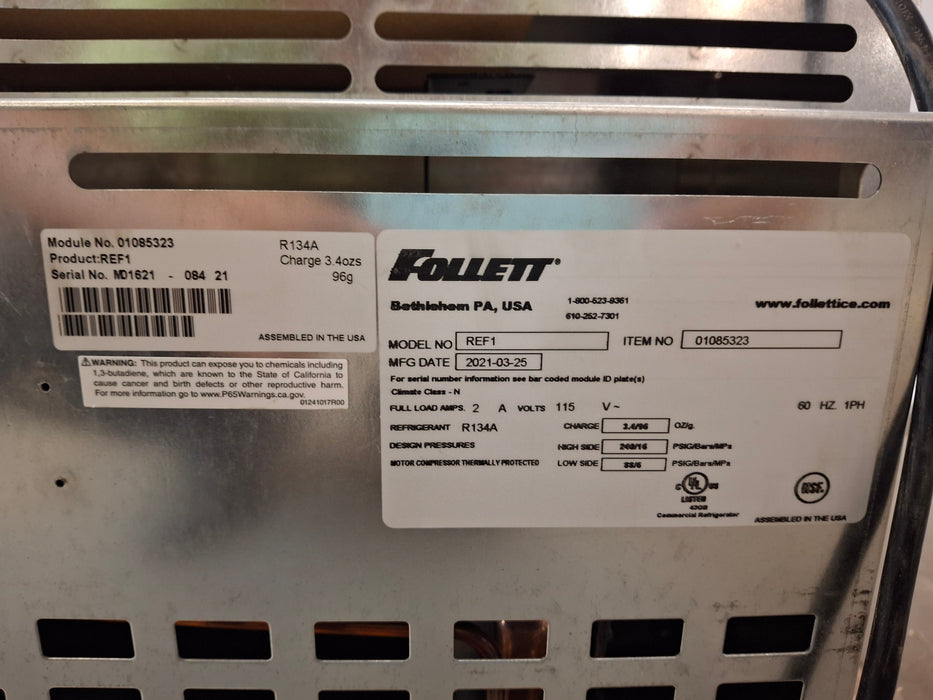 Module No. 01085323
Product:REF1
Serial No. MD1621 - 084 21
R134A
Charge 3.4ozs
96g
ASSEMBLED IN THE USA
WARNING: This product can expose you to chemicals including
1,3-butadiene, which are known to the State of California to
cause cancer and birth defects or other reproductive harm.
For more information go to www.P65Warnings.ca.gov.
01241017R00
FOLLETT®
Bethlehem PA, USA
1-800-523-9361
610-252-7301
www.follettice.com
MODEL NO REF1 ITEM NO 01085323
MFG DATE 2021-03-25
For serial number information see bar coded module ID plate(s)
Climate Class - N
FULL LOAD AMPS. 2 A VOLTS 115 V~ 60 HZ. 1PH
REFRIGERANT R134A CHARGE 3.4/96 OZ/g.
DESIGN PRESSURES HIGH SIDE PSIG/Bars/MPa
MOTOR COMPRESSOR THERMALLY PROTECTED LOW SIDE 88/6 PSIG/Bars/MPa
C UL US
LISTED
Commercial Refrigerator
NSF.
ASSEMBLED IN THE USA